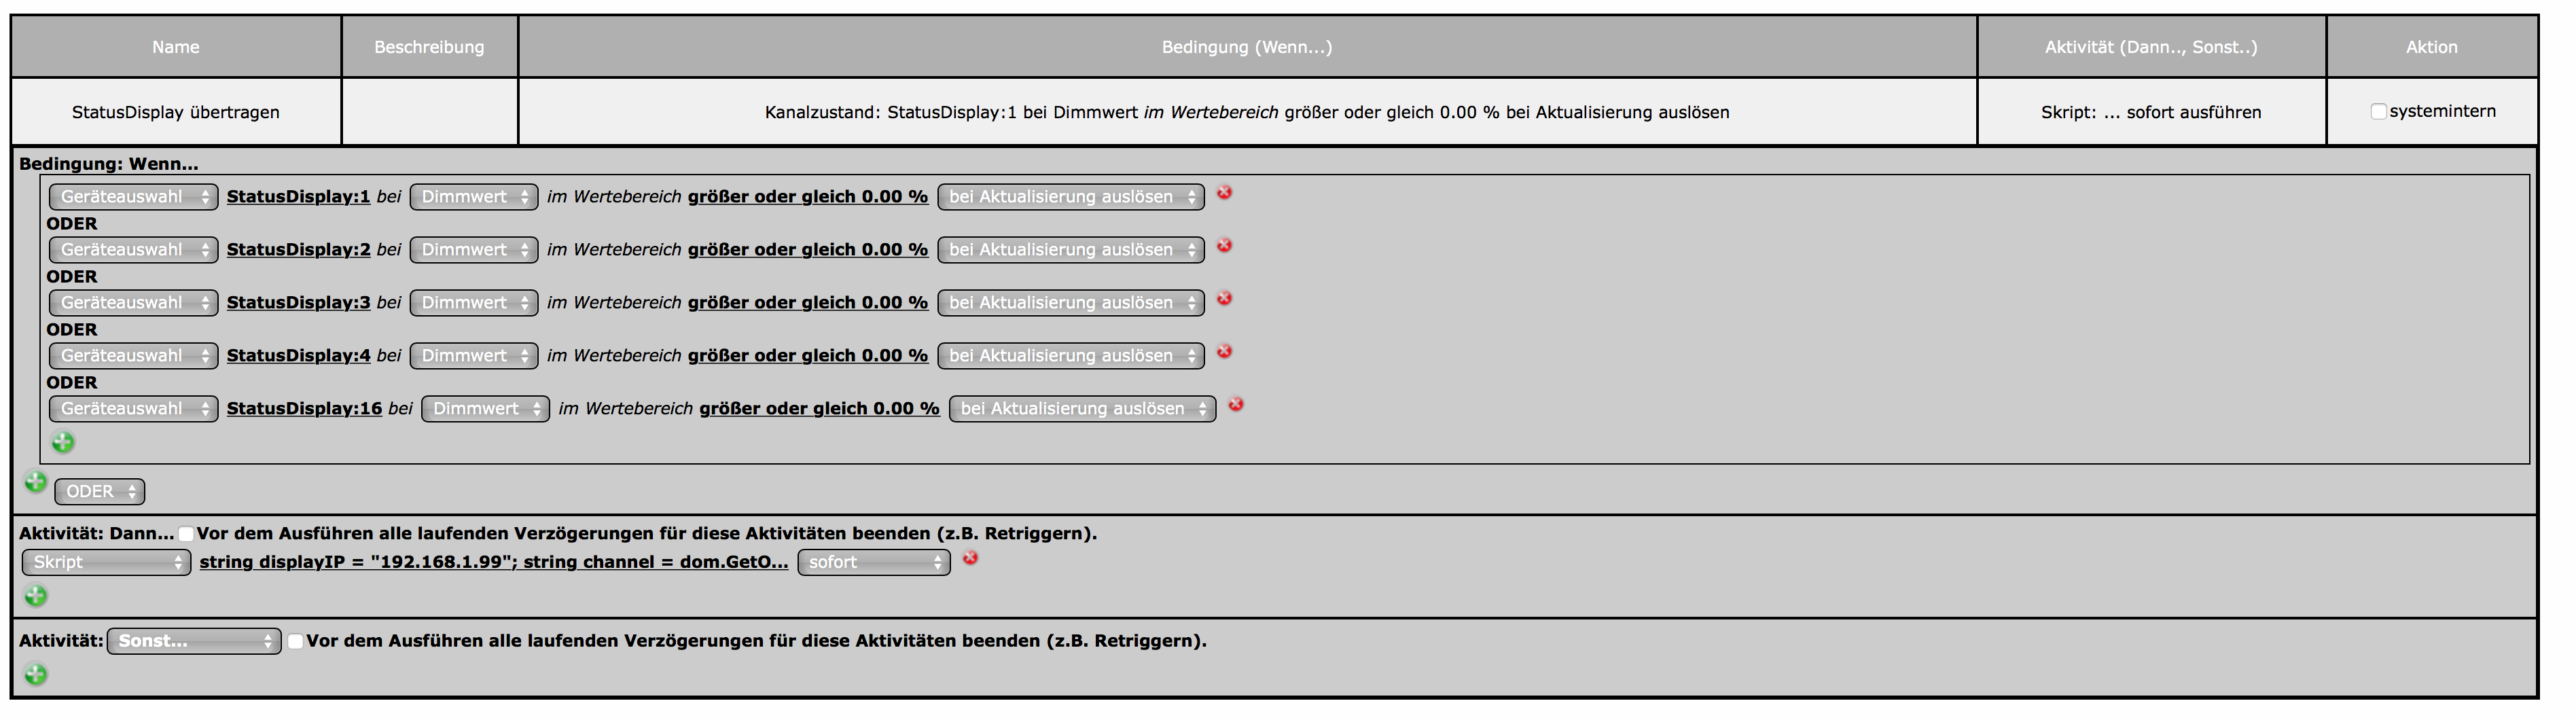 Name Beschreibung Bedingung (Wenn...) Aktivität (Dann.., Sonst..) Aktion
StatusDisplay übertragen Kanalzustand: StatusDisplay:1 bei Dimmwert im Wertebereich größer oder gleich 0.00 % bei Aktualisierung auslösen Skript: ... sofort ausführen systemintern
Bedingung: Wenn...
Geräteauswahl StatusDisplay:1 bei Dimmwert im Wertebereich größer oder gleich 0.00 % bei Aktualisierung auslösen
ODER
Geräteauswahl StatusDisplay:2 bei Dimmwert im Wertebereich größer oder gleich 0.00 % bei Aktualisierung auslösen
ODER
Geräteauswahl StatusDisplay:3 bei Dimmwert im Wertebereich größer oder gleich 0.00 % bei Aktualisierung auslösen
ODER
Geräteauswahl StatusDisplay:4 bei Dimmwert im Wertebereich größer oder gleich 0.00 % bei Aktualisierung auslösen
ODER
Geräteauswahl StatusDisplay:16 bei Dimmwert im Wertebereich größer oder gleich 0.00 % bei Aktualisierung auslösen
ODER
Aktivität: Dann... Vor dem Ausführen alle laufenden Verzögerungen für diese Aktivitäten beenden (z.B. Retriggern).
Skript string displayIP = "192.168.1.99"; string channel = dom.GetO... sofort
Aktivität: Sonst... Vor dem Ausführen alle laufenden Verzögerungen für diese Aktivitäten beenden (z.B. Retriggern).